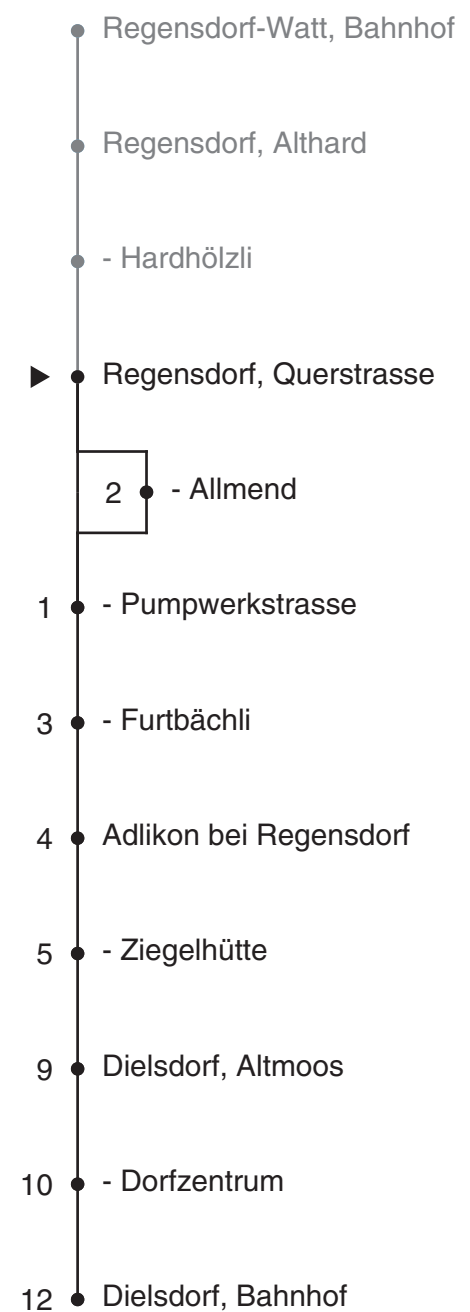 Regensdorf-Watt, Bahnhof
Regensdorf, Althard
- Hardhölzli
Regensdorf, Querstrasse
2 - Allmend
1 - Pumpwerkstrasse
3 - Furtbächli
4 Adlikon bei Regensdorf
5 - Ziegelhütte
9 Dielsdorf, Altmoos
10 - Dorfzentrum
12 Dielsdorf, Bahnhof